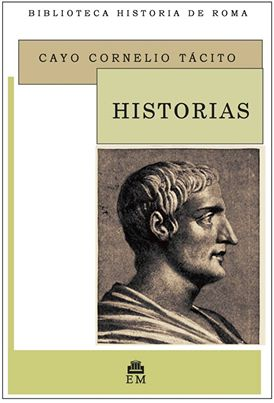 BIBLIOTECA HISTORIA DE ROMA
CAYO CORNELIO TÁCITO
HISTORIAS
EM